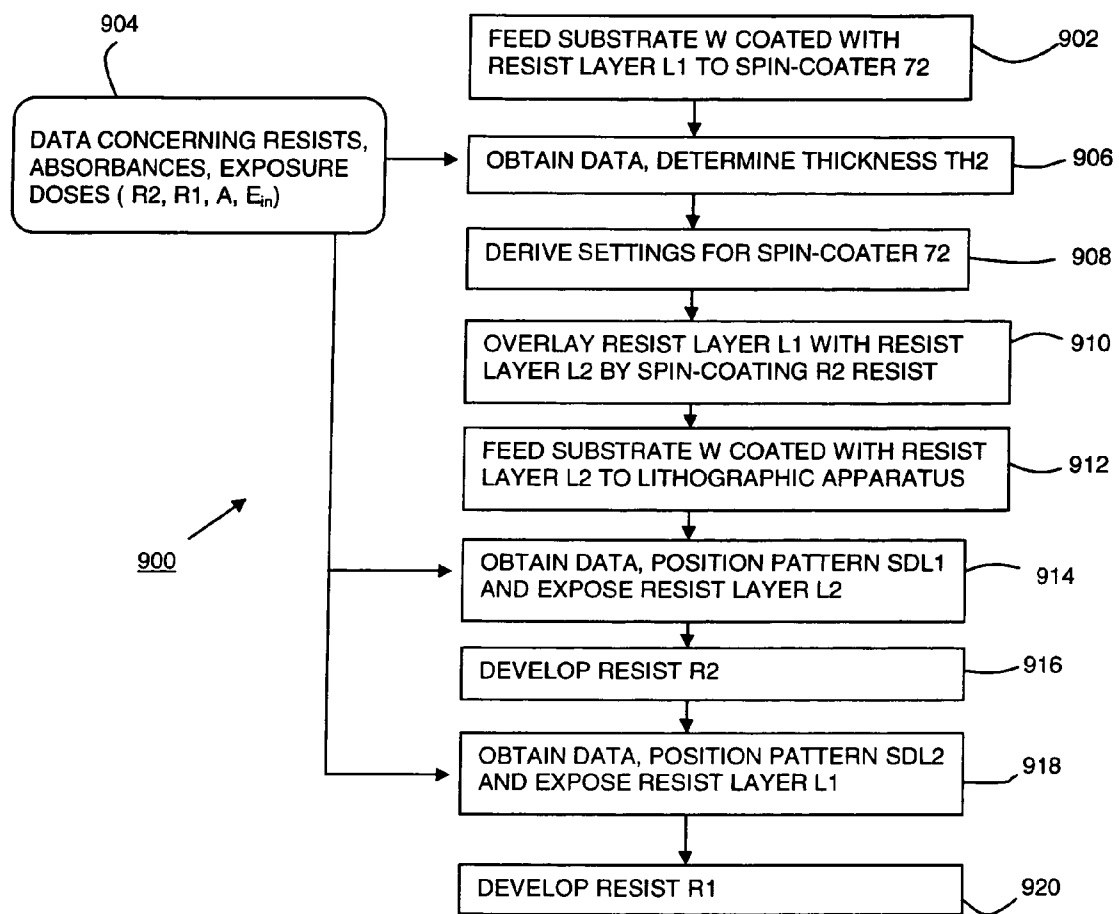 904
FEED SUBSTRATE W COATED WITH
RESIST LAYER L1 TO SPIN-COATER 72
902
DATA CONCERNING RESISTS,
ABSORBANCES, EXPOSURE
DOSES ( R2, R1, A, Ein)
OBTAIN DATA, DETERMINE THICKNESS TH2
906
DERIVE SETTINGS FOR SPIN-COATER 72
908
OVERLAY RESIST LAYER L1 WITH RESIST
LAYER L2 BY SPIN-COATING R2 RESIST
910
FEED SUBSTRATE W COATED WITH RESIST
LAYER L2 TO LITHOGRAPHIC APPARATUS
912
900
OBTAIN DATA, POSITION PATTERN SDL1
AND EXPOSE RESIST LAYER L2
914
DEVELOP RESIST R2
916
OBTAIN DATA, POSITION PATTERN SDL2
AND EXPOSE RESIST LAYER L1
918
DEVELOP RESIST R1
920